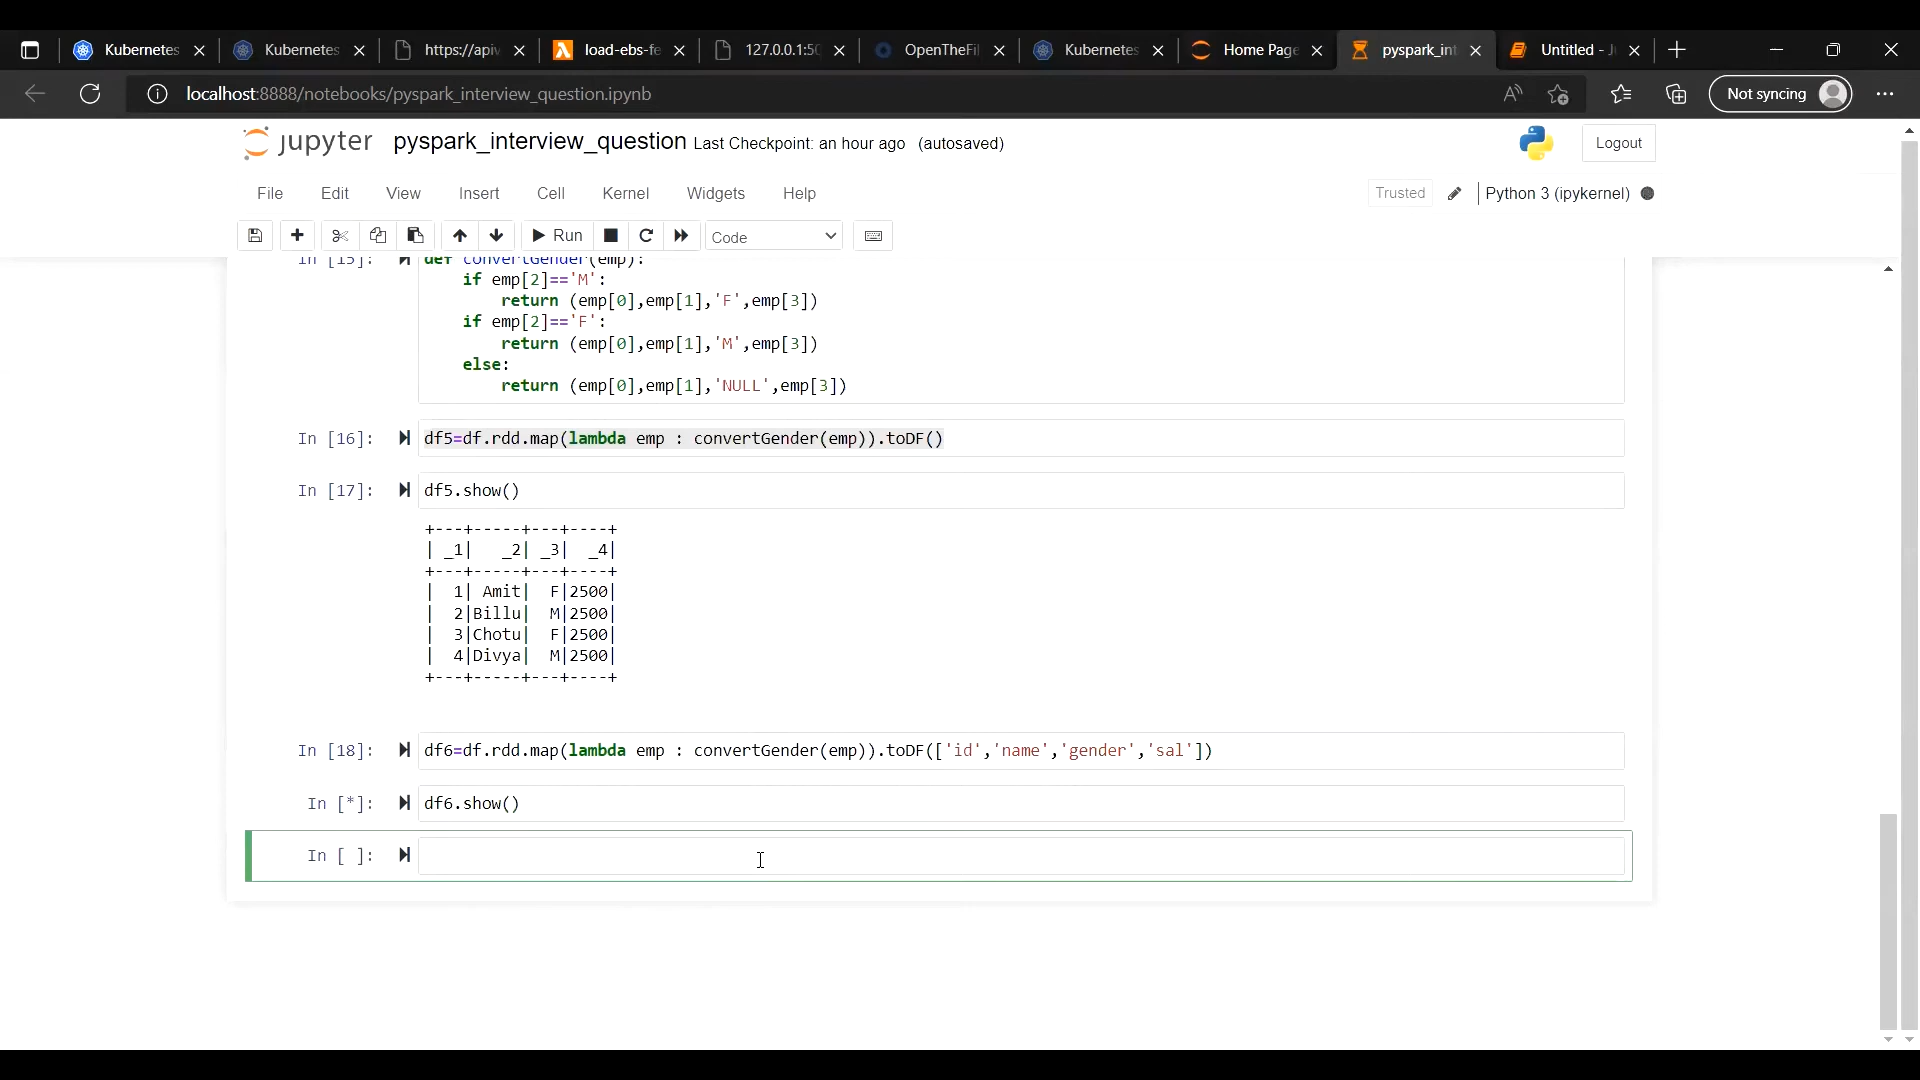 Kubernetes
Kubernetes
https://apiv
load-ebs-fe
127.0.0.1:50
OpenTheFil
Kubernetes
Home Page
pyspark_int
Untitled - J
localhost:8888/notebooks/pyspark_interview_question.ipynb
Not syncing
jupyter pyspark_interview_question Last Checkpoint: an hour ago (autosaved)
Logout
File Edit View Insert Cell Kernel Widgets Help
Trusted
Python 3 (ipykernel)
Run
Code
In [15]: def convertGender(emp):
if emp[2]=='M':
return (emp[0],emp[1],'F',emp[3])
if emp[2]=='F':
return (emp[0],emp[1],'M',emp[3])
else:
return (emp[0],emp[1],'NULL',emp[3])
In [16]: df5=df.rdd.map(lambda emp : convertGender(emp)).toDF()
In [17]: df5.show()
+---+-----+---+----+
| _1|   _2| _3|  _4|
+---+-----+---+----+
|  1| Amit|  F|2500|
|  2|Billu|  M|2500|
|  3|Chotu|  F|2500|
|  4|Divya|  M|2500|
+---+-----+---+----+
In [18]: df6=df.rdd.map(lambda emp : convertGender(emp)).toDF(['id','name','gender','sal'])
In [*]: df6.show()
In [ ]: